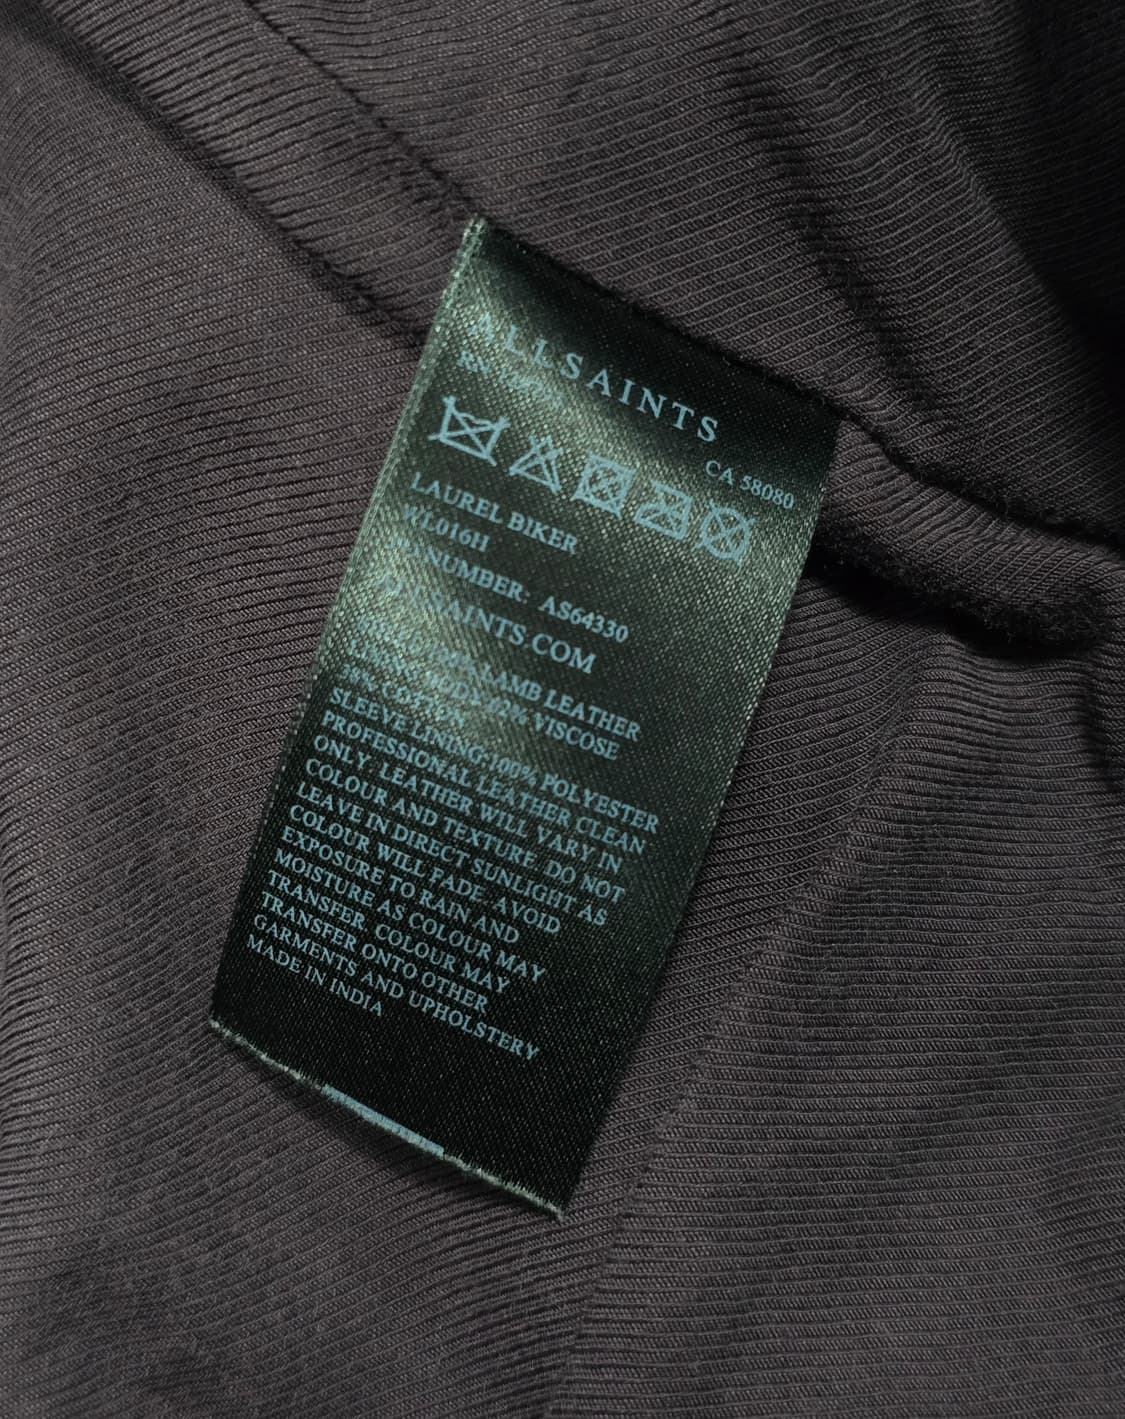 ALLSAINTS
CA 58080
LAUREL BIKER
WL016H
NUMBER: AS64330
ALLSAINTS.COM
LAMB LEATHER
VISCOSE
COTTON
SLEEVE LINING:100% POLYESTER
PROFESSIONAL LEATHER CLEAN
ONLY. LEATHER WILL VARY IN
COLOUR AND TEXTURE. DO NOT
LEAVE IN DIRECT SUNLIGHT AS
COLOUR WILL FADE. AVOID
EXPOSURE TO RAIN AND
MOISTURE AS COLOUR MAY
TRANSFER. COLOUR MAY
TRANSFER ONTO OTHER
GARMENTS AND UPHOLSTERY
MADE IN INDIA